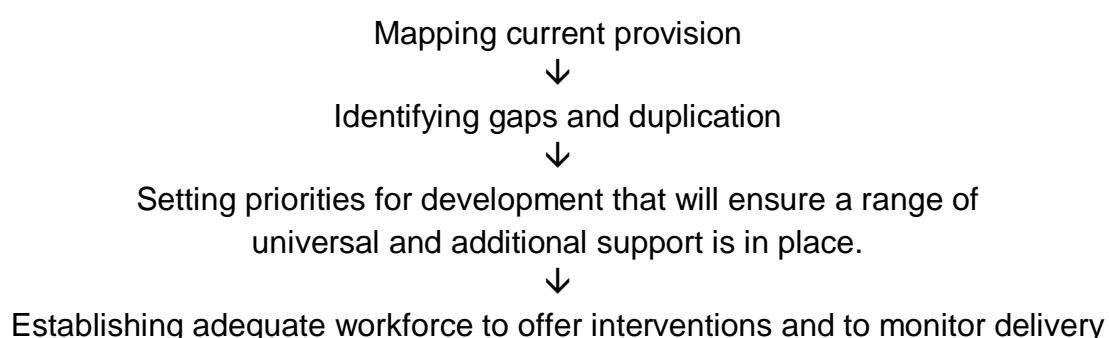 Mapping current provision
↓
Identifying gaps and duplication
↓
Setting priorities for development that will ensure a range of
universal and additional support is in place.
↓
Establishing adequate workforce to offer interventions and to monitor delivery